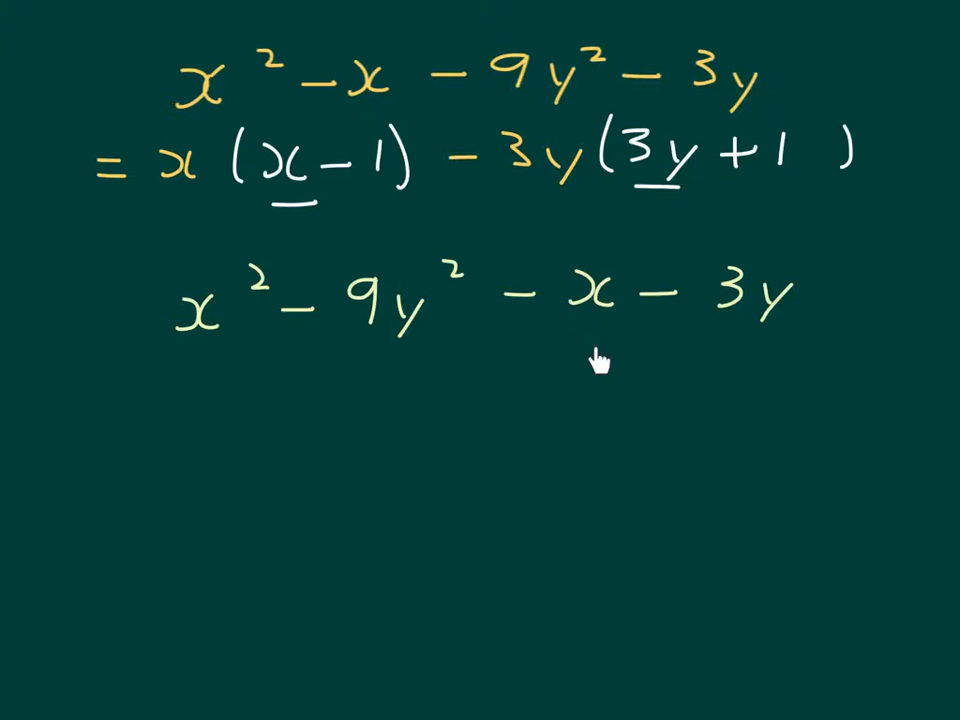 x² − x − 9y² − 3y
= x(x − 1) − 3y(3y + 1 )
x² − 9y² − x − 3y